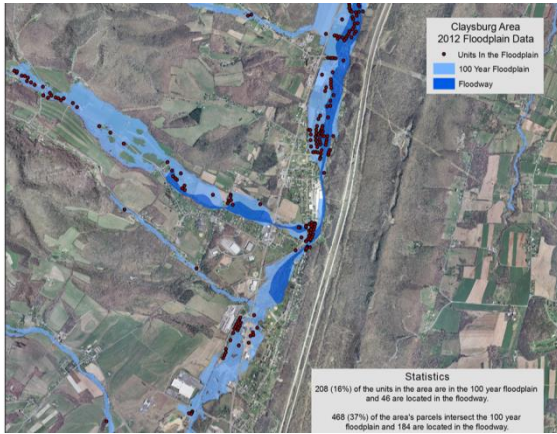 Claysburg Area
2012 Floodplain Data
Units In the Floodplain
100 Year Floodplain
Floodway
Statistics
208 (16%) of the units in the area are in the 100 year floodplain
and 46 are located in the floodway.
468 (37%) of the area's parcels intersect the 100 year
floodplain and 184 are located in the floodway.